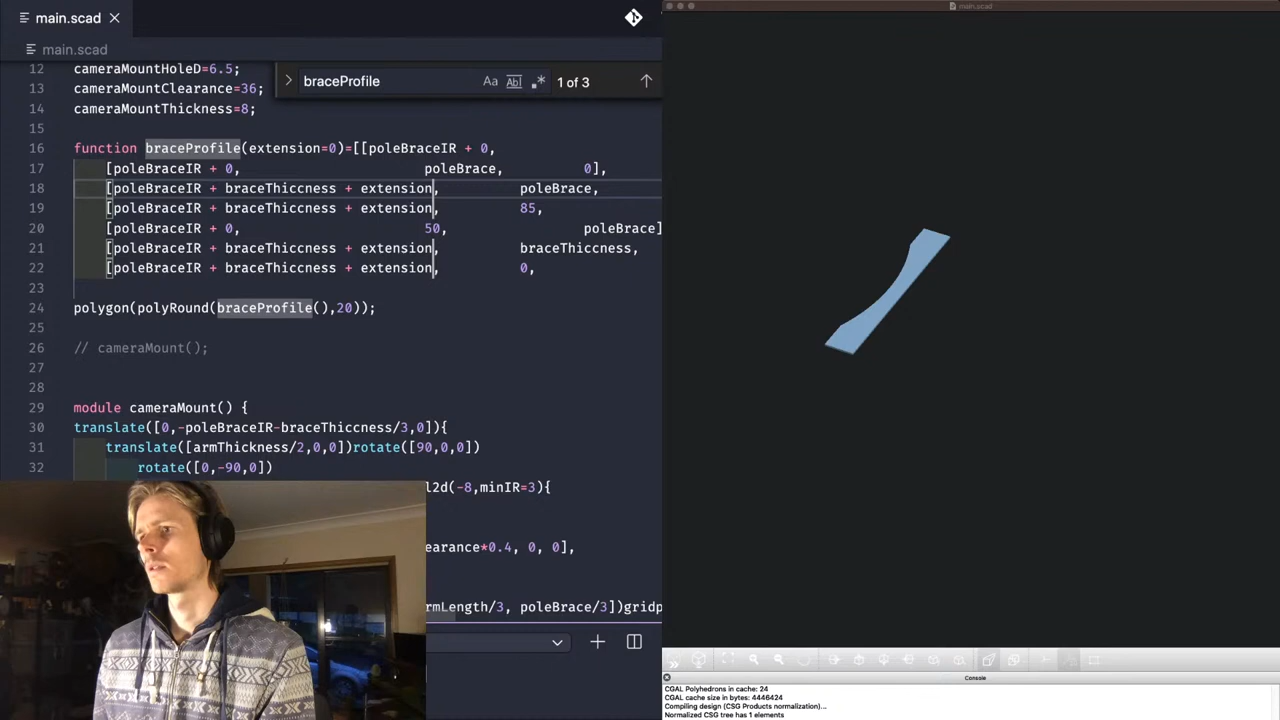 main.scad
main.scad
main.scad
braceProfile
Aa
Ab
.*
1 of 3
12 cameraMountHoleD=6.5;
13 cameraMountClearance=36;
14 cameraMountThickness=8;
15
16 function braceProfile(extension=0)=[[poleBraceIR + 0,
17 [poleBraceIR + 0, poleBrace, 0],
18 [poleBraceIR + braceThiccness + extension, poleBrace,
19 [poleBraceIR + braceThiccness + extension, 85,
20 [poleBraceIR + 0, 50, poleBrace]
21 [poleBraceIR + braceThiccness + extension, braceThiccness,
22 [poleBraceIR + braceThiccness + extension, 0,
23
24 polygon(polyRound(braceProfile(),20));
25
26 // cameraMount();
27
28
29 module cameraMount() {
30 translate([0,-poleBraceIR-braceThiccness/3,0]){
31 translate([armThickness/2,0,0])rotate([90,0,0])
32 rotate([0,-90,0])
l2d(-8,minIR=3){
earance*0.4, 0, 0],
rmLength/3, poleBrace/3])gridp
Console
CGAL Polyhedrons in cache: 24
CGAL cache size in bytes: 4446424
Compiling design (CSG Products normalization)...
Normalized CSG tree has 1 elements